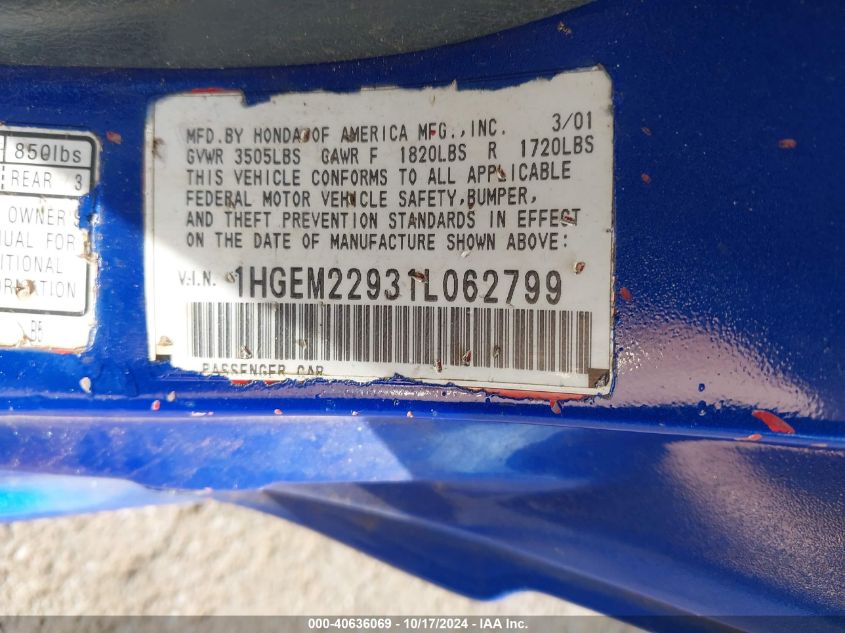 850lbs
REAR 3
OWNER'S
UAL FOR
ITIONAL
ORMATION
BB
MFD.BY HONDA OF AMERICA MFG.,INC. 3/01
GVWR 3505LBS GAWR F 1820LBS R 1720LBS
THIS VEHICLE CONFORMS TO ALL APPLICABLE
FEDERAL MOTOR VEHICLE SAFETY,BUMPER,
AND THEFT PREVENTION STANDARDS IN EFFECT
ON THE DATE OF MANUFACTURE SHOWN ABOVE:
V.I.N. 1HGEM22931L062799
PASSENGER CAR
000-40636069 - 10/17/2024 - IAA Inc.